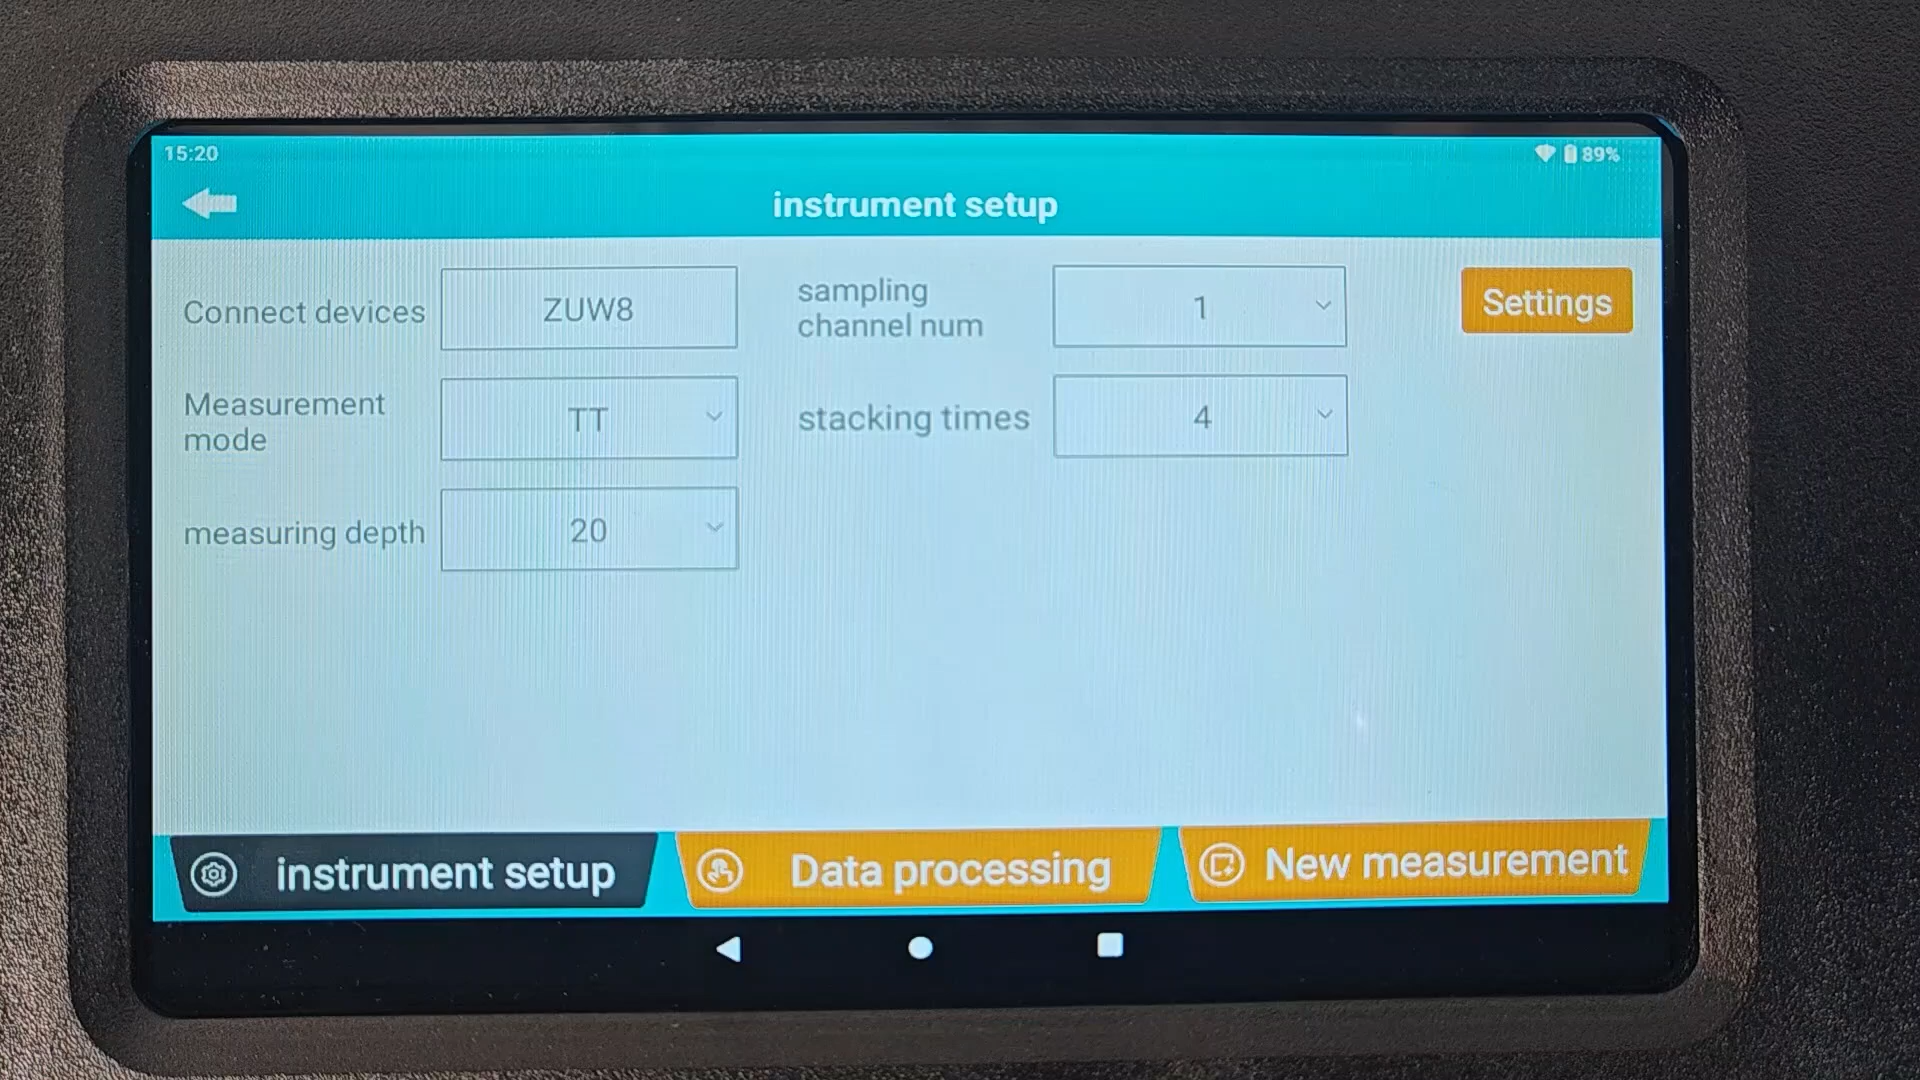 15:20
89%
instrument setup
Connect devices
ZUW8
sampling
channel num
1
Settings
Measurement
mode
TT
stacking times
4
measuring depth
20
instrument setup
Data processing
New measurement